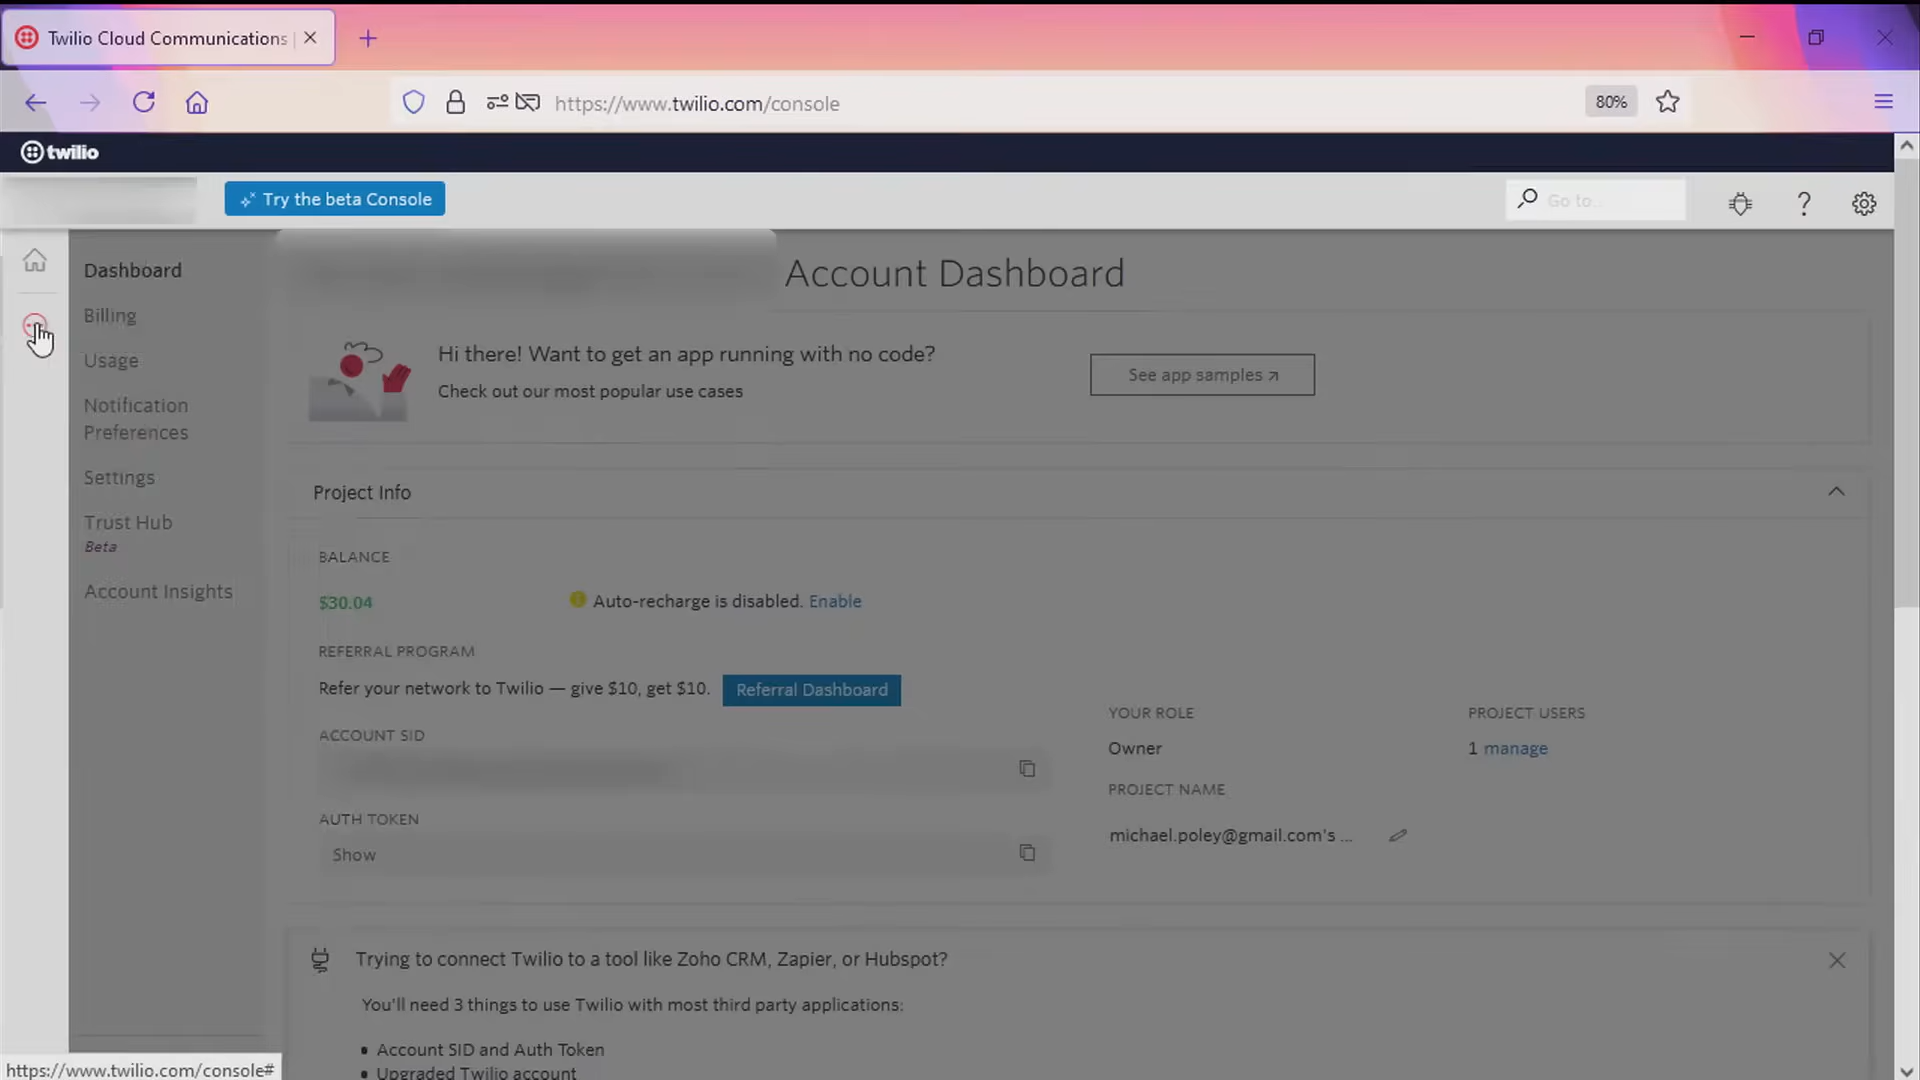 Twilio Cloud Communications |
https://www.twilio.com/console
80%
twilio
Try the beta Console
Go to...
Dashboard
Billing
Usage
Notification
Preferences
Settings
Trust Hub
Beta
Account Insights
Account Dashboard
Hi there! Want to get an app running with no code?
Check out our most popular use cases
See app samples
Project Info
BALANCE
$30.04
Auto-recharge is disabled. Enable
REFERRAL PROGRAM
Refer your network to Twilio — give $10, get $10.
Referral Dashboard
ACCOUNT SID
AUTH TOKEN
Show
YOUR ROLE
Owner
PROJECT USERS
1 manage
PROJECT NAME
michael.poley@gmail.com's ...
Trying to connect Twilio to a tool like Zoho CRM, Zapier, or Hubspot?
You'll need 3 things to use Twilio with most third party applications:
• Account SID and Auth Token
• Upgraded Twilio account
https://www.twilio.com/console#